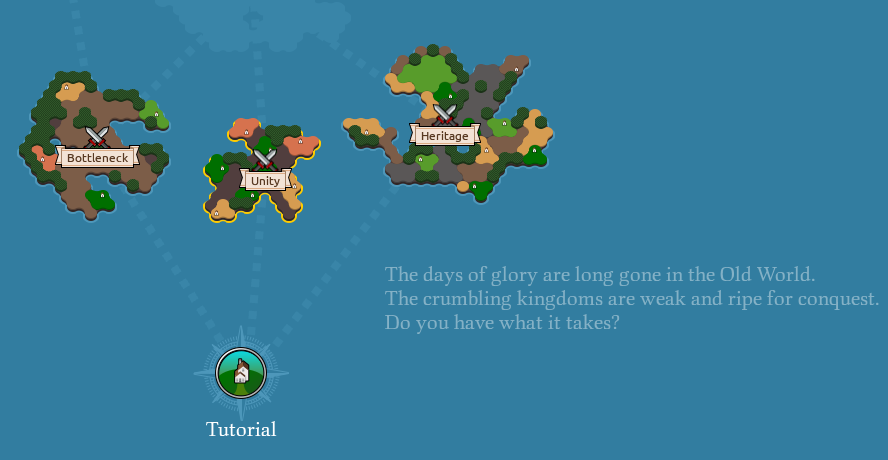 Heritage
Bottleneck
Unity
The days of glory are long gone in the Old World.
The crumbling kingdoms are weak and ripe for conquest.
Do you have what it takes?
Tutorial